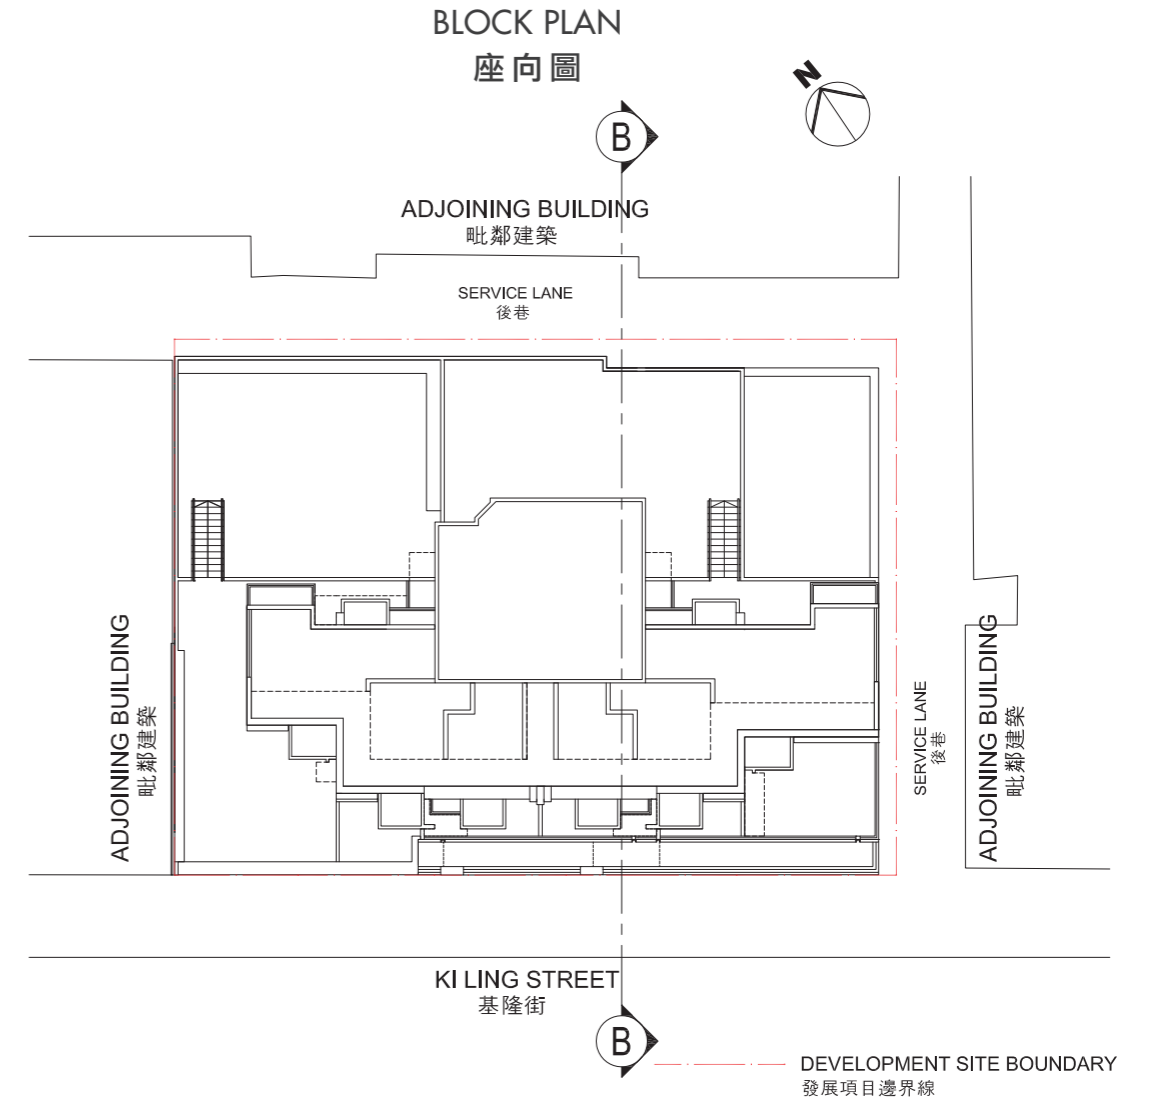 BLOCK PLAN
座向圖
N
B
ADJOINING BUILDING
毗鄰建築
SERVICE LANE
後巷
ADJOINING BUILDING
毗鄰建築
SERVICE LANE
後巷
ADJOINING BUILDING
毗鄰建築
KI LING STREET
基隆街
B
DEVELOPMENT SITE BOUNDARY
發展項目邊界線